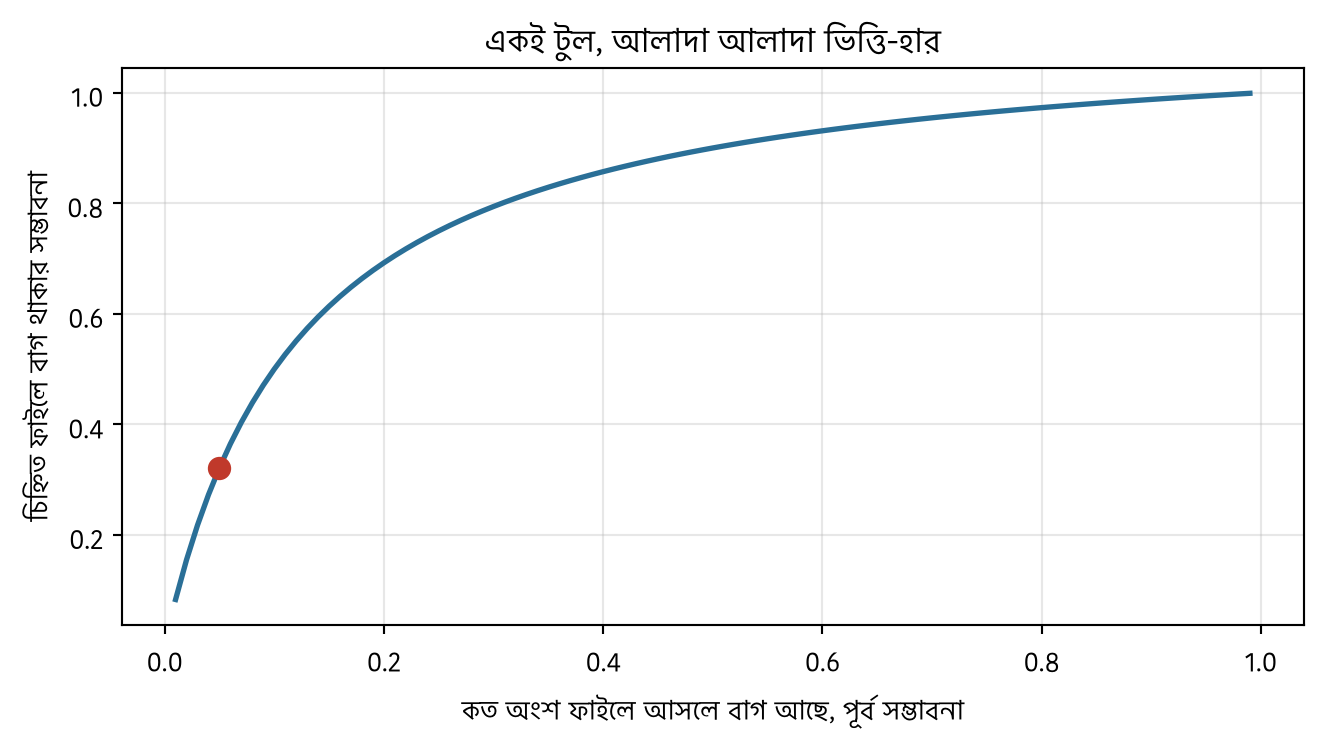 একই টুল, আলাদা আলাদা ভিত্তি-হার
চিহ্নিত ফাইলে বাগ থাকার সম্ভাবনা
1.0
0.8
0.6
0.4
0.2
0.0 0.2 0.4 0.6 0.8 1.0
কত অংশ ফাইলে আসলে বাগ আছে, পূর্ব সম্ভাবনা